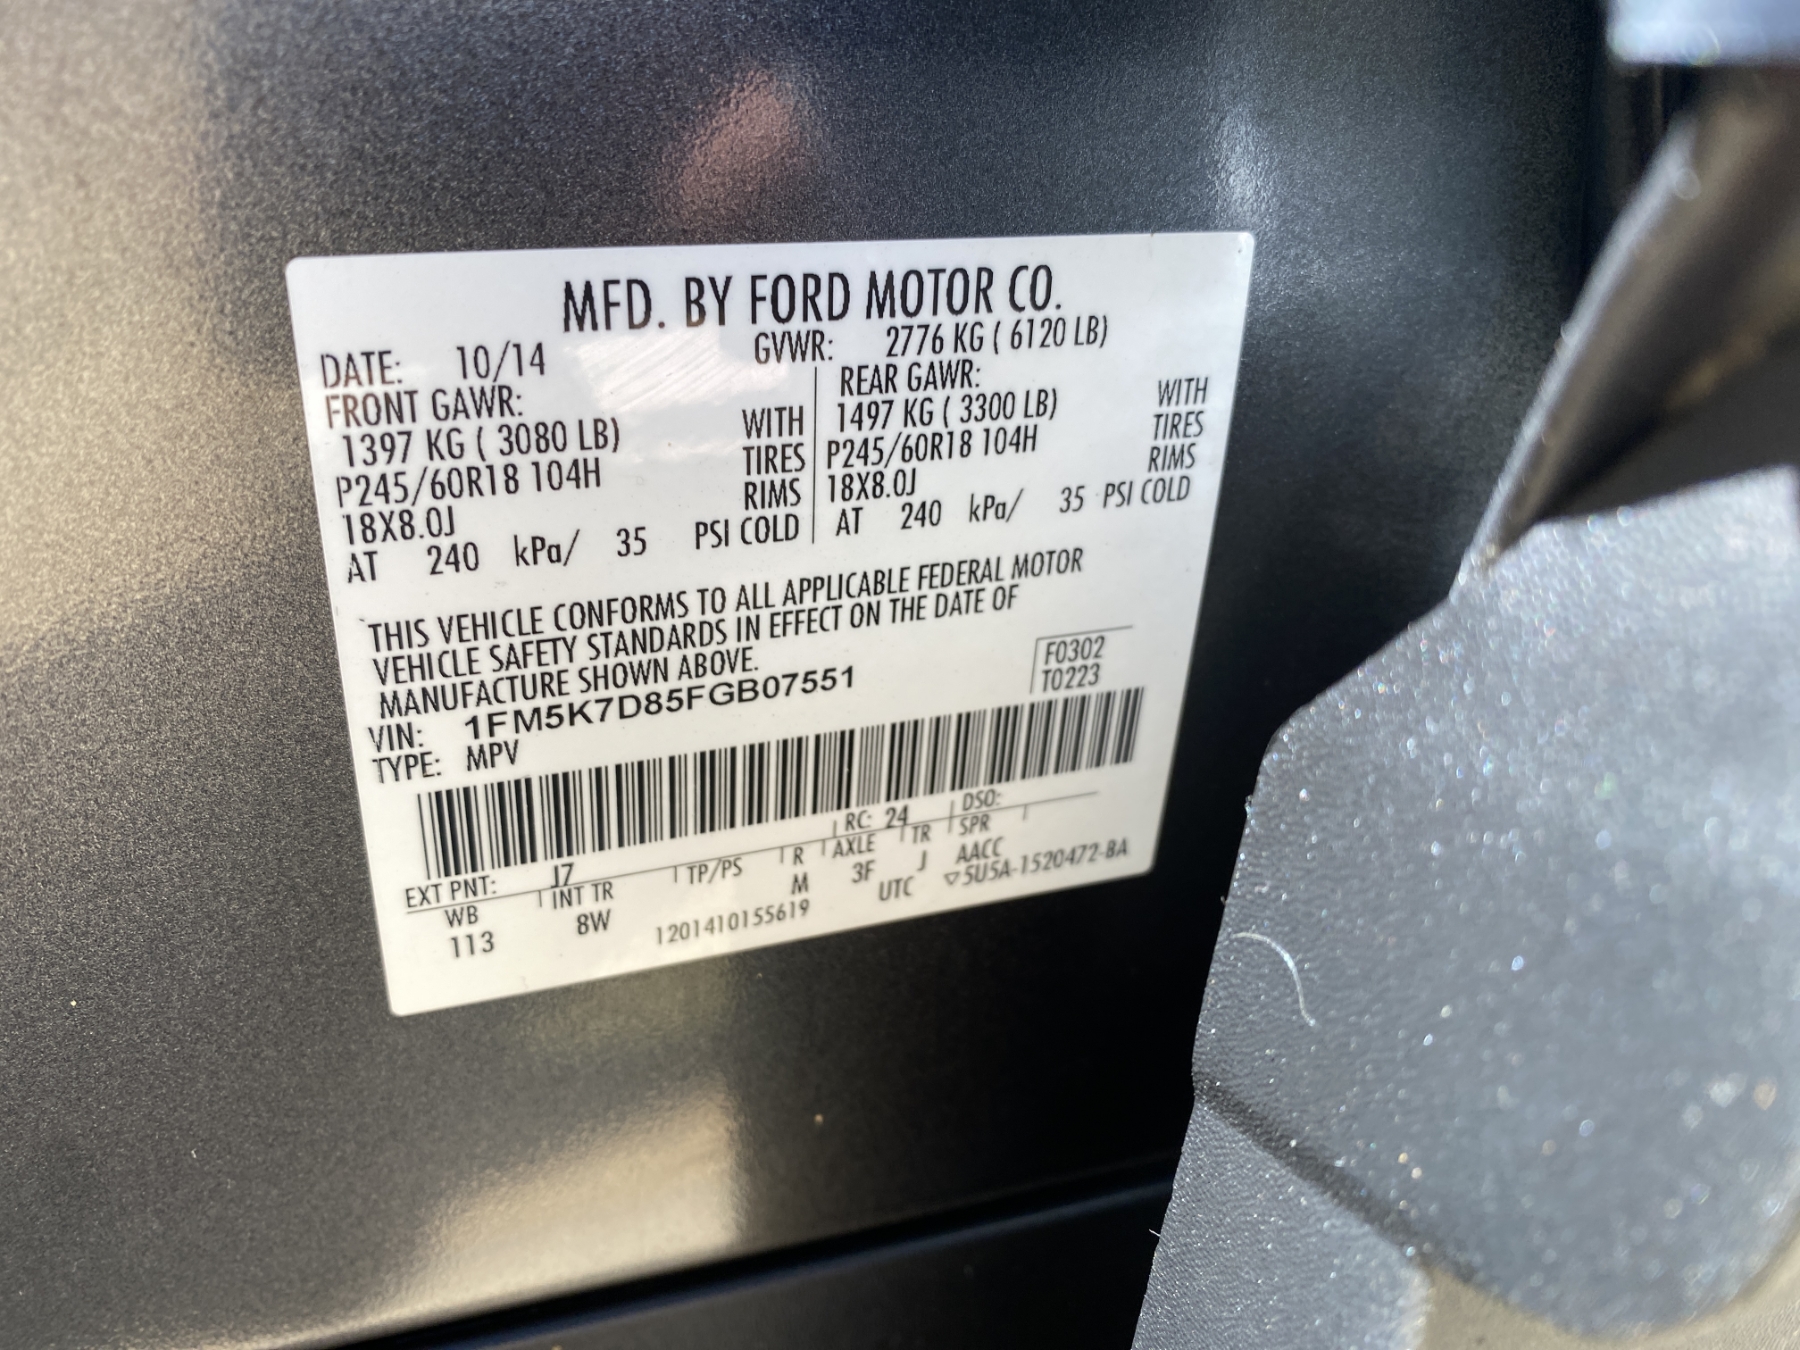 MFD. BY FORD MOTOR CO.
DATE: 10/14 GVWR: 2776 KG ( 6120 LB)
FRONT GAWR: REAR GAWR:
1397 KG ( 3080 LB) WITH 1497 KG ( 3300 LB) WITH
P245/60R18 104H TIRES P245/60R18 104H TIRES
18X8.0J RIMS 18X8.0J RIMS
AT 240 kPa/ 35 PSI COLD AT 240 kPa/ 35 PSI COLD
THIS VEHICLE CONFORMS TO ALL APPLICABLE FEDERAL MOTOR
VEHICLE SAFETY STANDARDS IN EFFECT ON THE DATE OF
MANUFACTURE SHOWN ABOVE.
VIN: 1FM5K7D85FGB07551 F0302
TYPE: MPV T0223
EXT PNT: J7 RC: 24 DSO:
WB INT TR TP/PS R AXLE TR SPR
113 8W M 3F J AACC
1201410155619 UTC ▽5U5A-1520472-BA